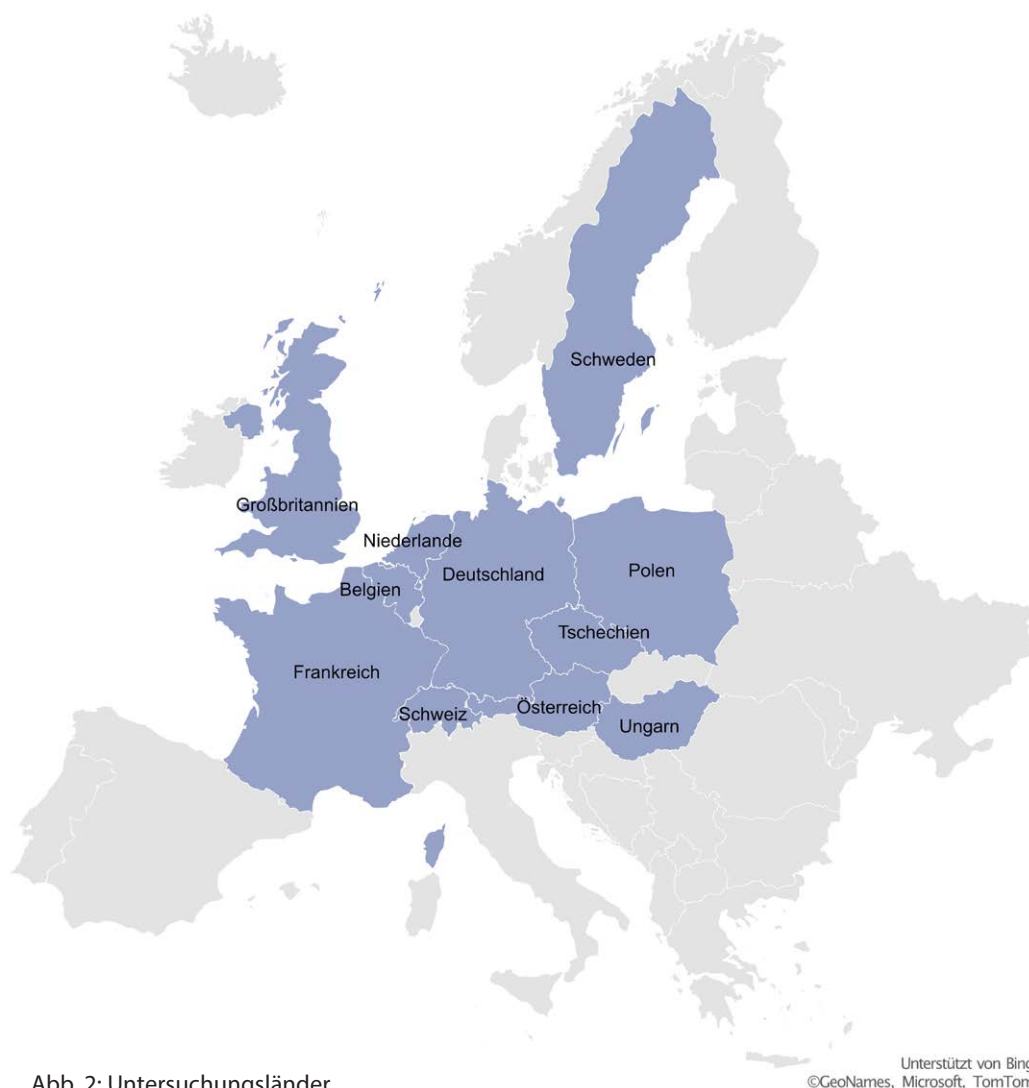 Schweden
Großbritannien
Niederlande
Deutschland
Polen
Belgien
Tschechien
Frankreich
Österreich
Schweiz
Ungarn
Unterstützt von Bing
©GeoNames, Microsoft, TomTom
Abb. 2: Untersuchungsländer